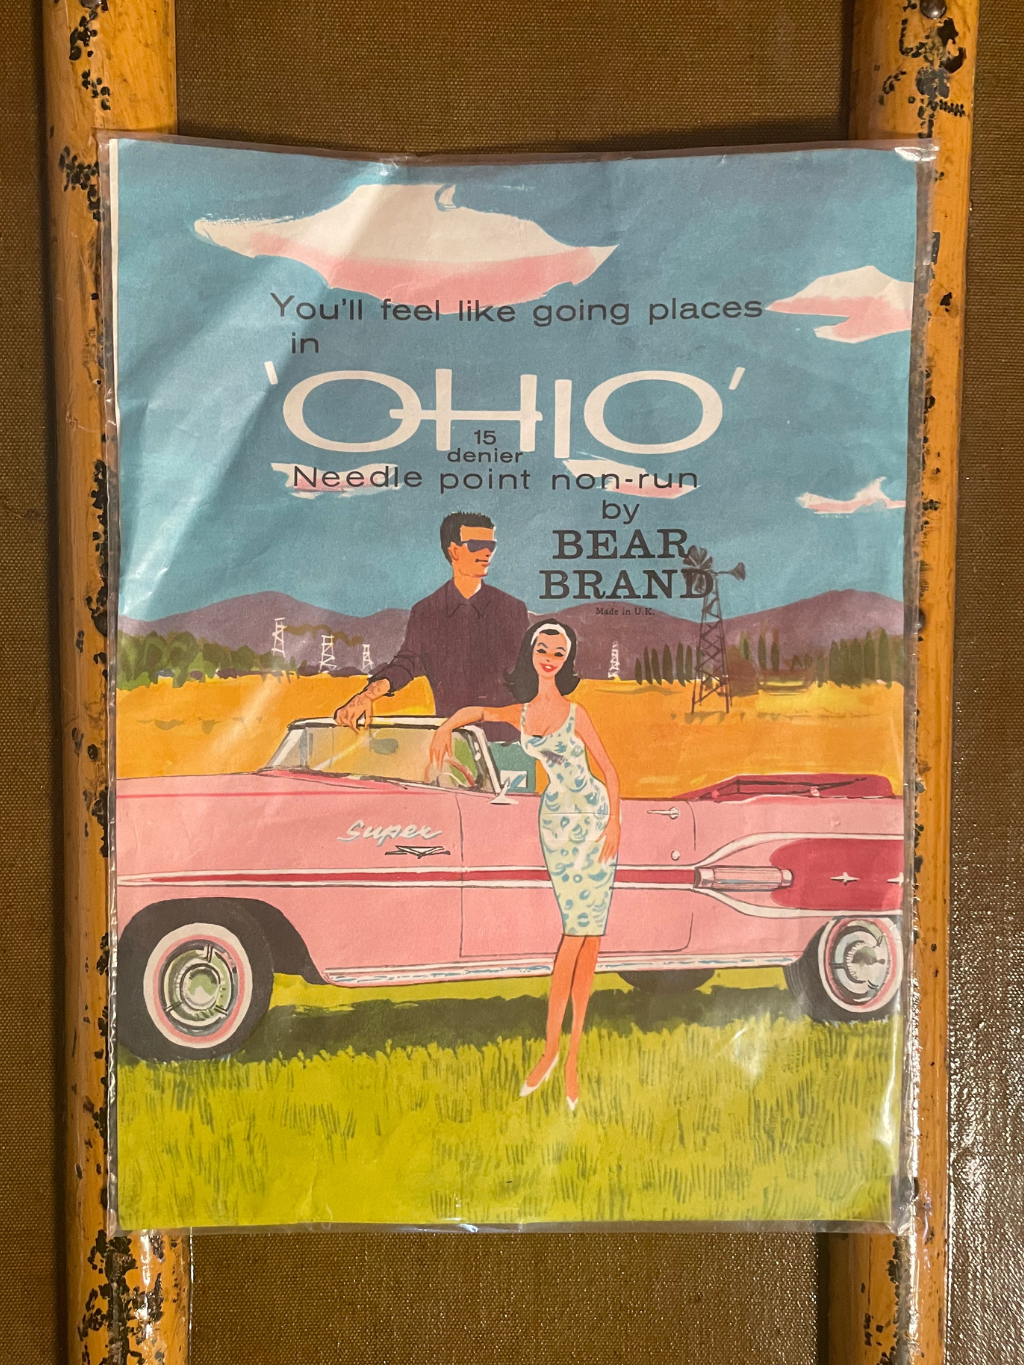 You'll feel like going places
in
'OHIO'
15
denier
Needle point non-run
by
BEAR
BRAND
Made in U.K.
Super